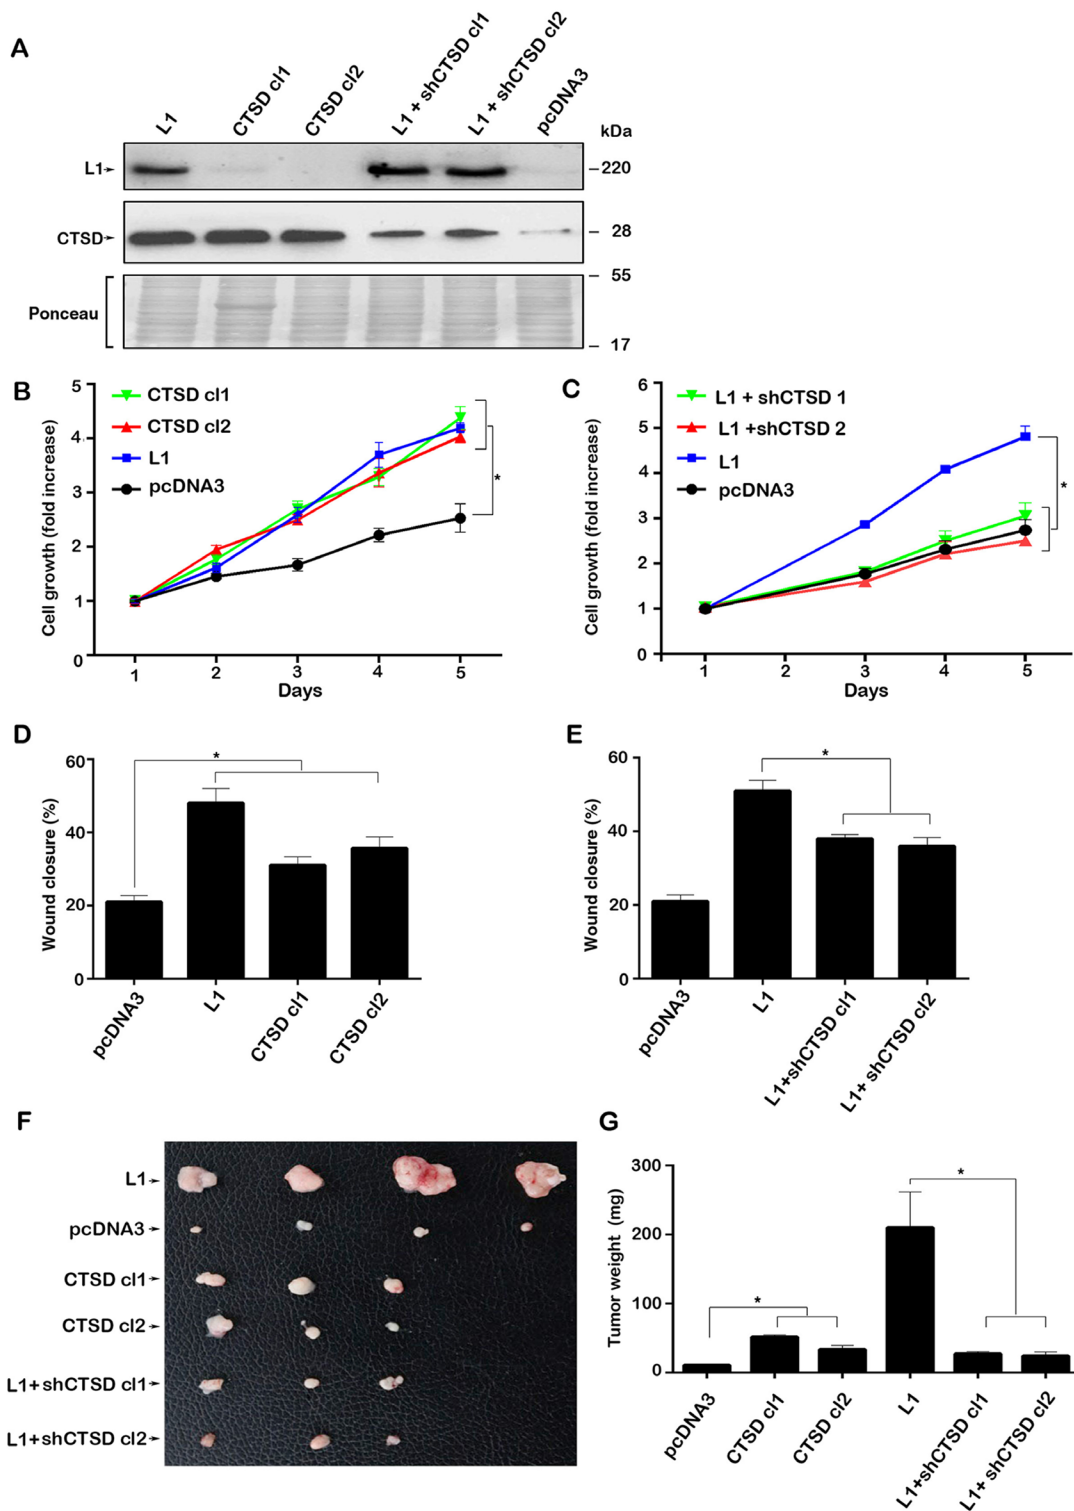 A
L1
CTSD cl1
CTSD cl2
L1 + shCTSD cl1
L1 + shCTSD cl2
pcDNA3
kDa
L1
220
CTSD
28
Ponceau
55
17
B
CTSD cl1
CTSD cl2
L1
pcDNA3
Cell growth (fold increase)
5
4
3
2
1
0
*
1 2 3 4 5
Days
C
L1 + shCTSD 1
L1 +shCTSD 2
L1
pcDNA3
Cell growth (fold increase)
6
5
4
3
2
1
0
*
1 2 3 4 5
Days
D
Wound closure (%)
60
40
20
0
*
pcDNA3
L1
CTSD cl1
CTSD cl2
E
Wound closure (%)
60
40
20
0
*
pcDNA3
L1
L1+shCTSD cl1
L1+ shCTSD cl2
F
L1
pcDNA3
CTSD cl1
CTSD cl2
L1+shCTSD cl1
L1+shCTSD cl2
G
Tumor weight (mg)
300
200
100
0
*
*
pcDNA3
CTSD cl1
CTSD cl2
L1
L1+shCTSD cl1
L1+ shCTSD cl2